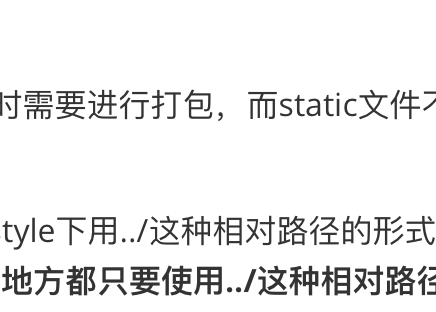 时需要进行打包，而static文件不
style下用../这种相对路径的形式
地方都只要使用../这种相对路径